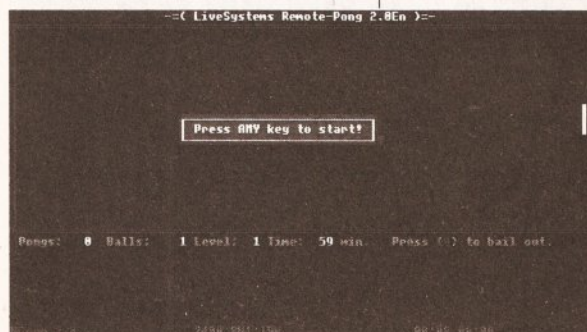 -=( LiveSystems Remote-Pong 2.0En )=-
Press ANY key to start!
Pongs: 0 Balls: 1 Level: 1 Time: 59 min. Press ( ) to bail out.